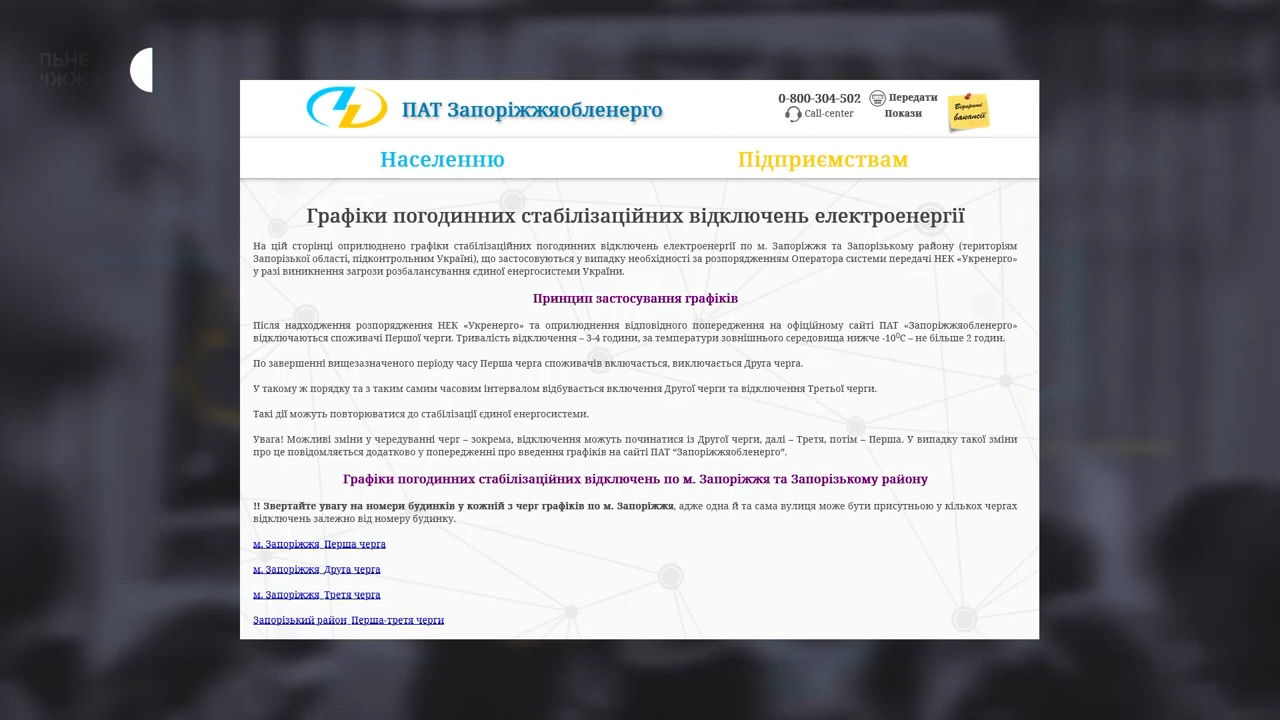 ПАТ Запоріжжяобленерго
0-800-304-502
Call-center
Передати
Покази
Відкриті
вакансії
Населенню
Підприємствам
Графіки погодинних стабілізаційних відключень електроенергії
На цій сторінці оприлюднено графіки стабілізаційних погодинних відключень електроенергії по м. Запоріжжя та Запорізькому району (територіям
Запорізької області, підконтрольним Україні), що застосовуються у випадку необхідності за розпорядженням Оператора системи передачі НЕК «Укренерго»
у разі виникнення загрози розбалансування єдиної енергосистеми України.
Принцип застосування графіків
Після надходження розпорядження НЕК «Укренерго» та оприлюднення відповідного попередження на офіційному сайті ПАТ «Запоріжжяобленерго»
відключаються споживачі Першої черги. Тривалість відключення – 3-4 години, за температури зовнішнього середовища нижче -10⁰С – не більше 2 годин.
По завершенні вищезазначеного періоду часу Перша черга споживачів включається, виключається Друга черга.
У такому ж порядку та з таким самим часовим інтервалом відбувається включення Другої черги та відключення Третьої черги.
Такі дії можуть повторюватися до стабілізації єдиної енергосистеми.
Увага! Можливі зміни у чередуванні черг – зокрема, відключення можуть починатися із Другої черги, далі – Третя, потім – Перша. У випадку такої зміни
про це повідомляється додатково у попередженні про введення графіків на сайті ПАТ “Запоріжжяобленерго”.
Графіки погодинних стабілізаційних відключень по м. Запоріжжя та Запорізькому району
!! Звертайте увагу на номери будинків у кожній з черг графіків по м. Запоріжжя, адже одна й та сама вулиця може бути присутньою у кількох чергах
відключень залежно від номеру будинку.
м. Запоріжжя_Перша черга
м. Запоріжжя_Друга черга
м. Запоріжжя_Третя черга
Запорізький район_Перша-третя черги